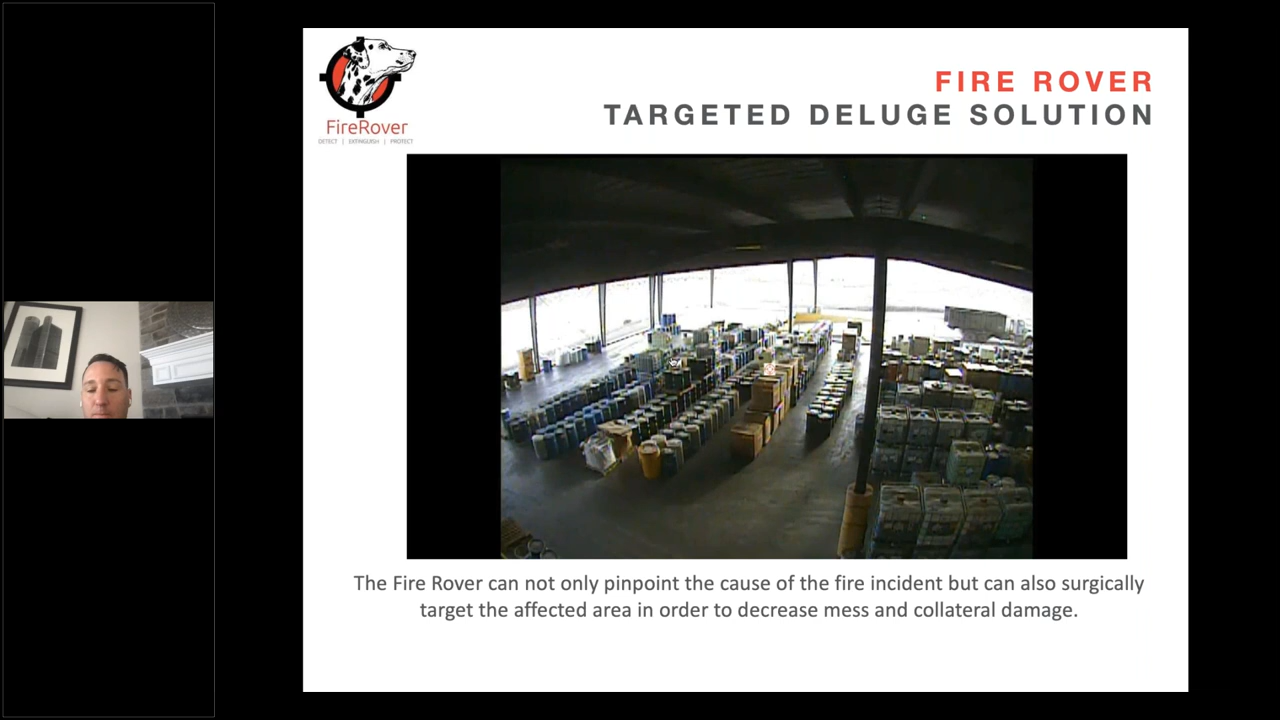 FireRover
DETECT | EXTINGUISH | PROTECT
FIRE ROVER
TARGETED DELUGE SOLUTION
The Fire Rover can not only pinpoint the cause of the fire incident but can also surgically
target the affected area in order to decrease mess and collateral damage.